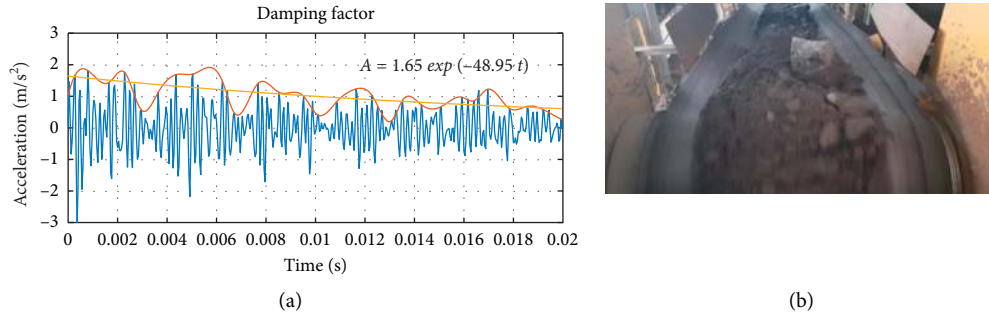 Damping factor
A = 1.65 exp (–48.95 t)
Acceleration (m/s²)
3
2
1
0
–1
–2
–3
0 0.002 0.004 0.006 0.008 0.01 0.012 0.014 0.016 0.018 0.02
Time (s)
(a)
(b)